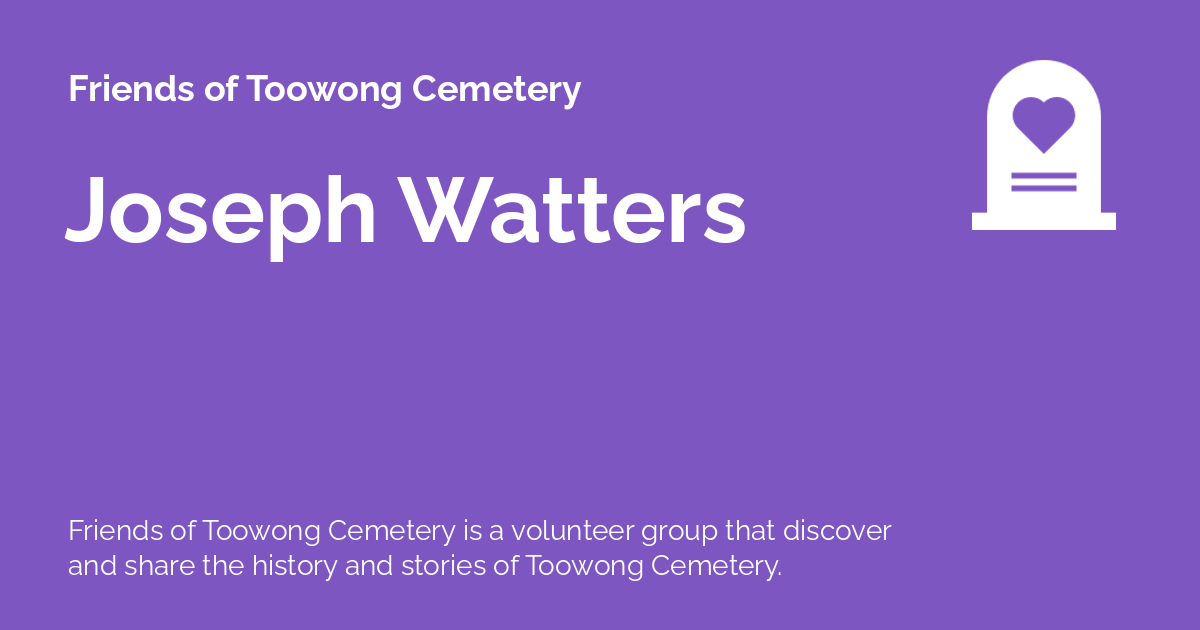 Friends of Toowong Cemetery
Joseph Watters
Friends of Toowong Cemetery is a volunteer group that discover
and share the history and stories of Toowong Cemetery.